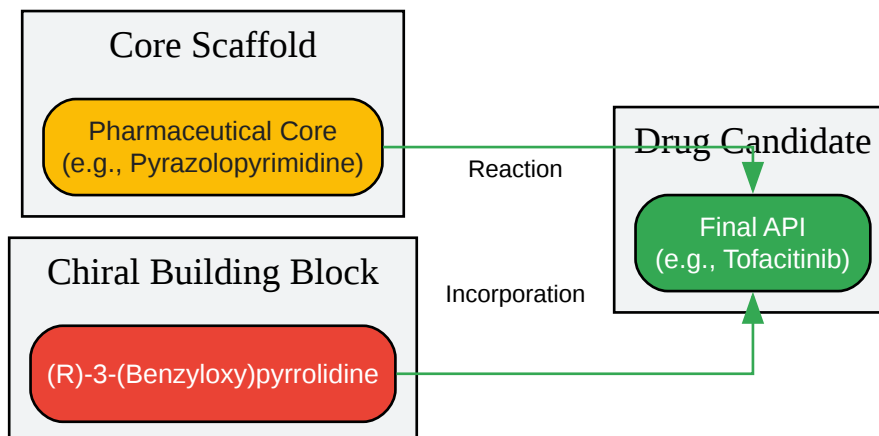 Core Scaffold
Pharmaceutical Core
(e.g., Pyrazolopyrimidine)
Reaction
Drug Candidate
Final API
(e.g., Tofacitinib)
Chiral Building Block
Incorporation
(R)-3-(Benzyloxy)pyrrolidine